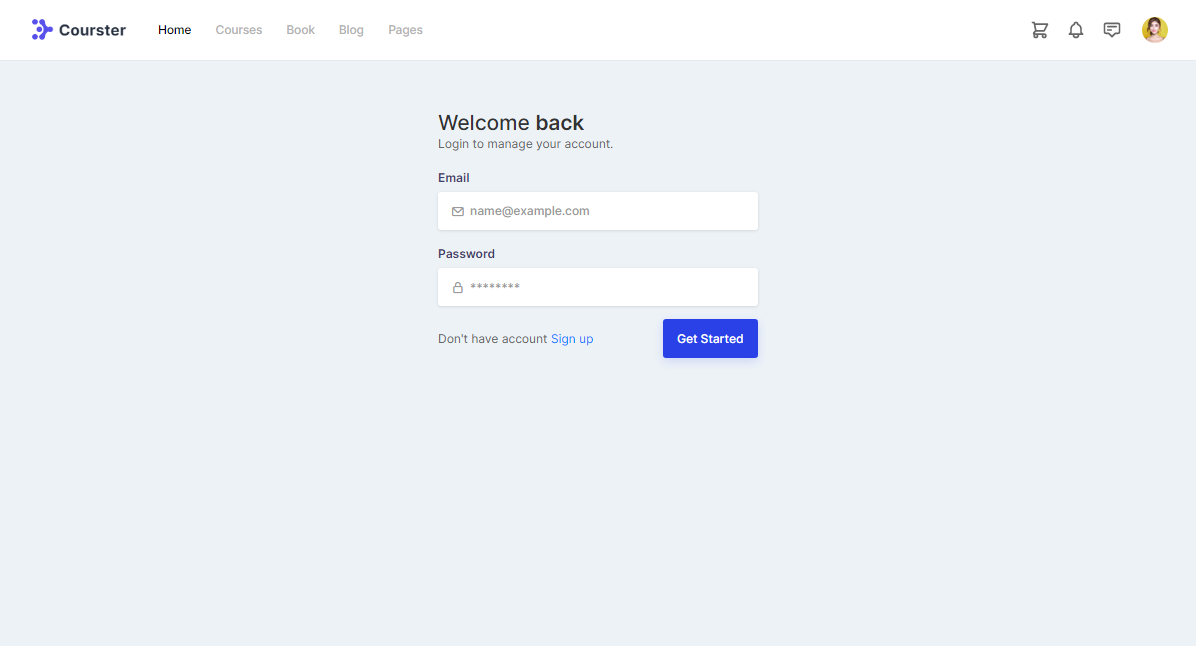 Courster Home Courses Book Blog Pages
Welcome back
Login to manage your account.
Email
name@example.com
Password
********
Don't have account Sign up Get Started